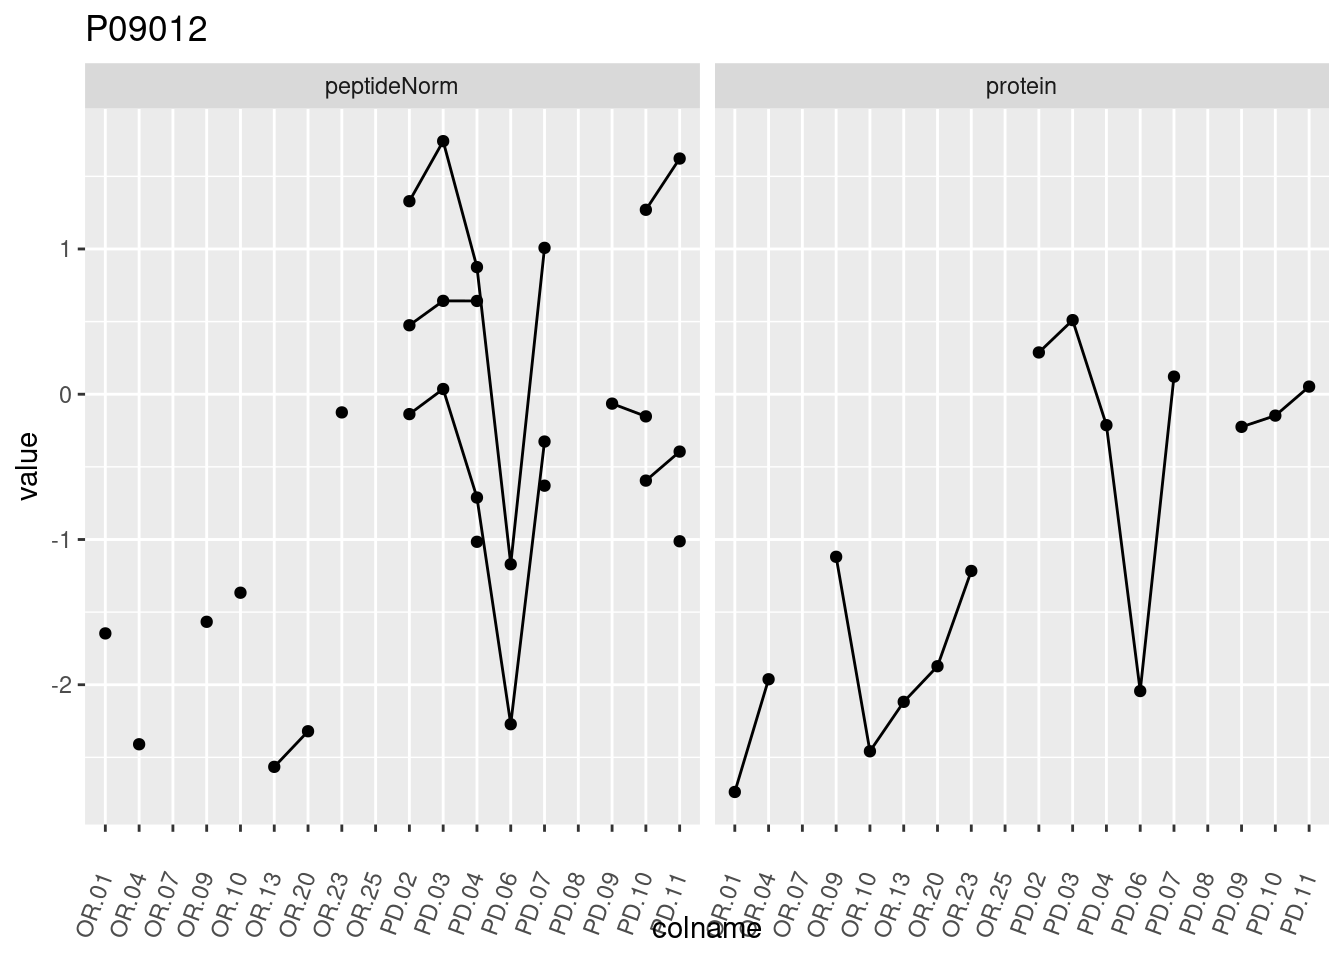 P09012
peptideNorm
protein
value
1
0
-1
-2
OR.01
OR.04
OR.07
OR.09
OR.10
OR.13
OR.20
OR.23
OR.25
PD.02
PD.03
PD.04
PD.06
PD.07
PD.08
PD.09
PD.10
PD.11
OR.01
OR.04
OR.07
OR.09
OR.10
OR.13
OR.20
OR.23
OR.25
PD.02
PD.03
PD.04
PD.06
PD.07
PD.08
PD.09
PD.10
PD.11
colname